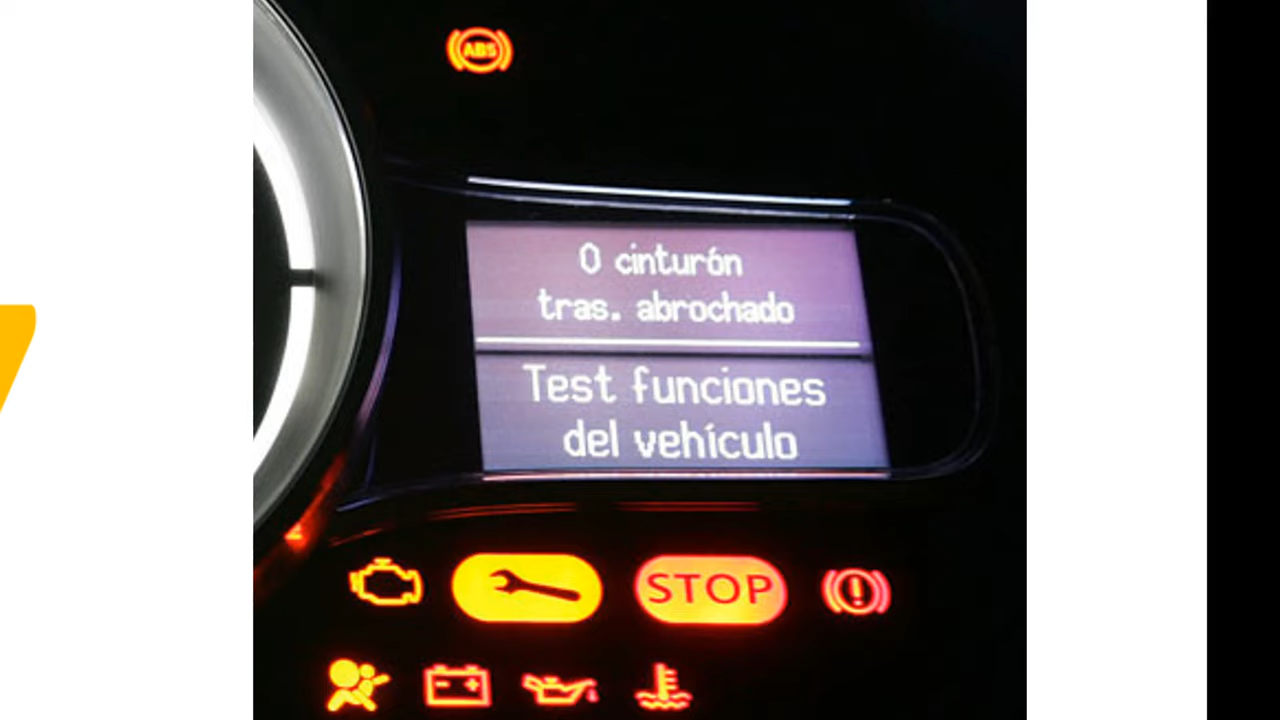 ABS
0 cinturón
tras. abrochado
Test funciones
del vehículo
STOP